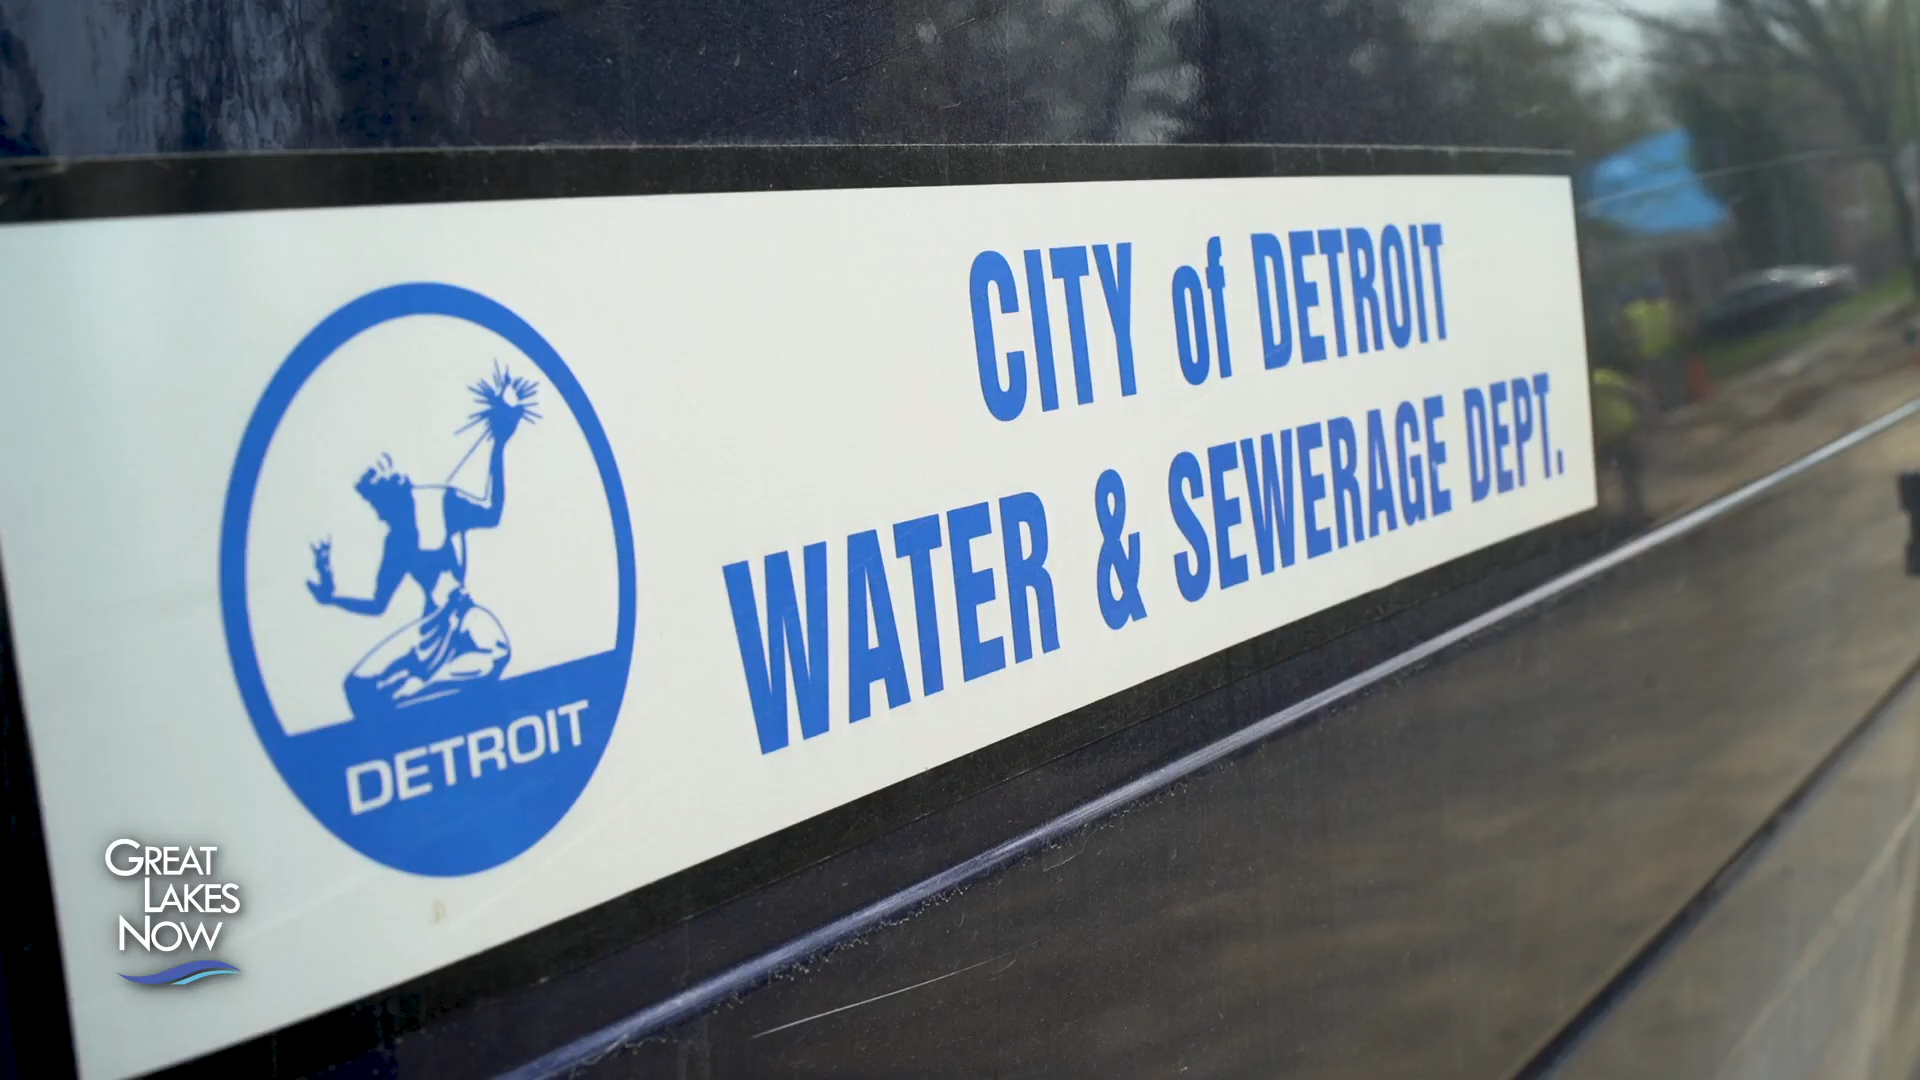 CITY of DETROIT
WATER & SEWERAGE DEPT.
DETROIT
GREAT
LAKES
NOW